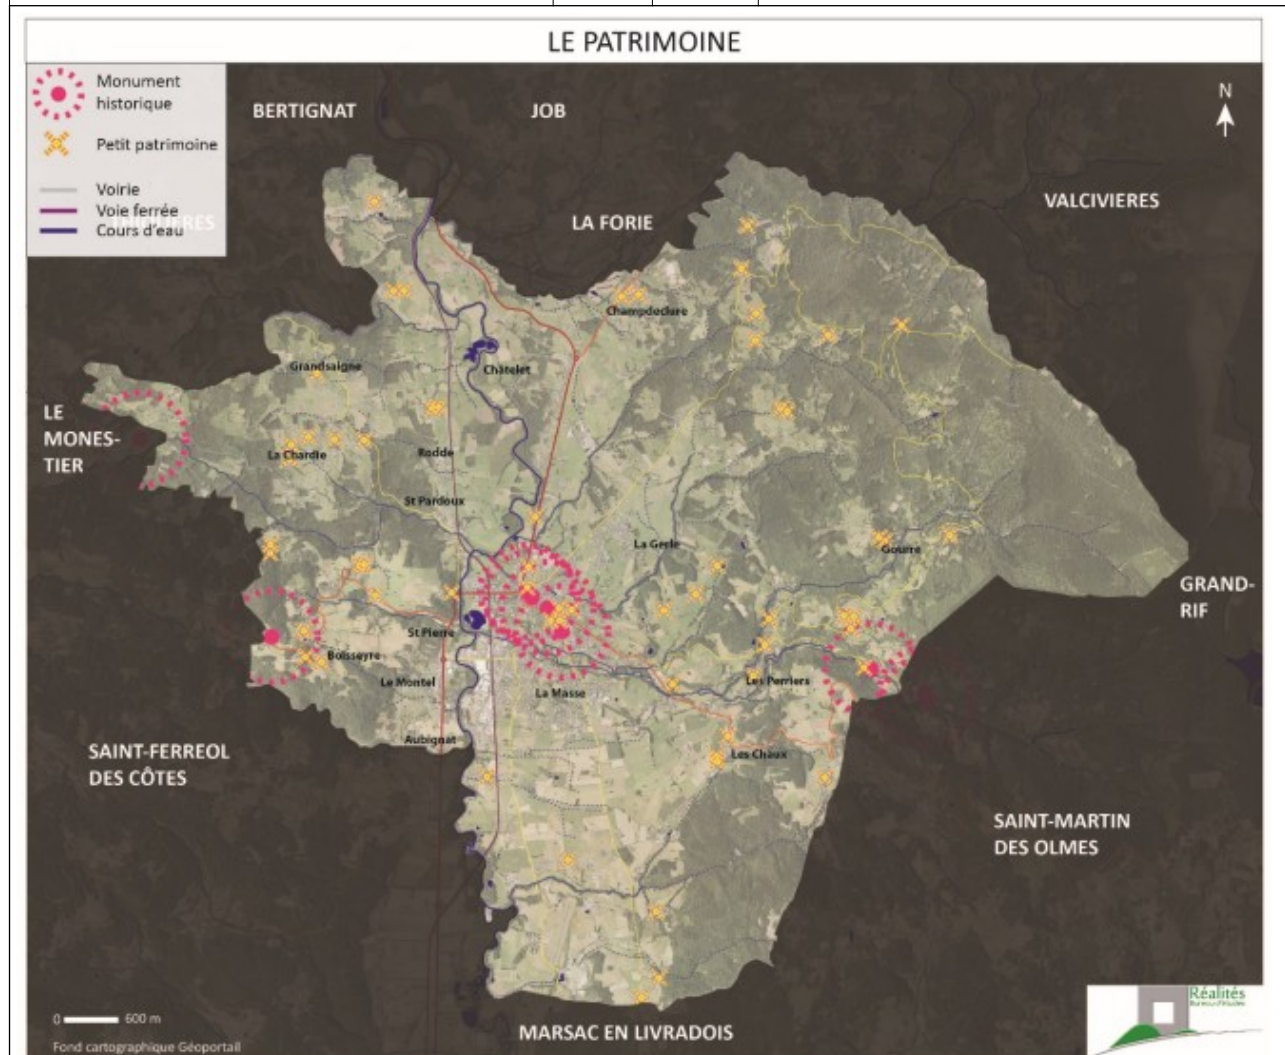 LE PATRIMOINE
Monument
historique
Petit patrimoine
Voirie
Voie ferrée
Cours d'eau
BERTIGNAT
JOB
N
VALCIVIERES
LA FORIE
Champdeclure
Grandsaigne
Châtelet
LE
MONES-
TIER
La Chardie
Rodde
St Pardoux
La Gerle
Gourre
GRAND-
RIF
St Pierre
Boisseyre
Le Montel
La Masse
Les Perriers
Aubignat
Les Chaux
SAINT-FERREOL
DES CÔTES
SAINT-MARTIN
DES OLMES
MARSAC EN LIVRADOIS
0 600 m
Fond cartographique Géoportail
Réalités